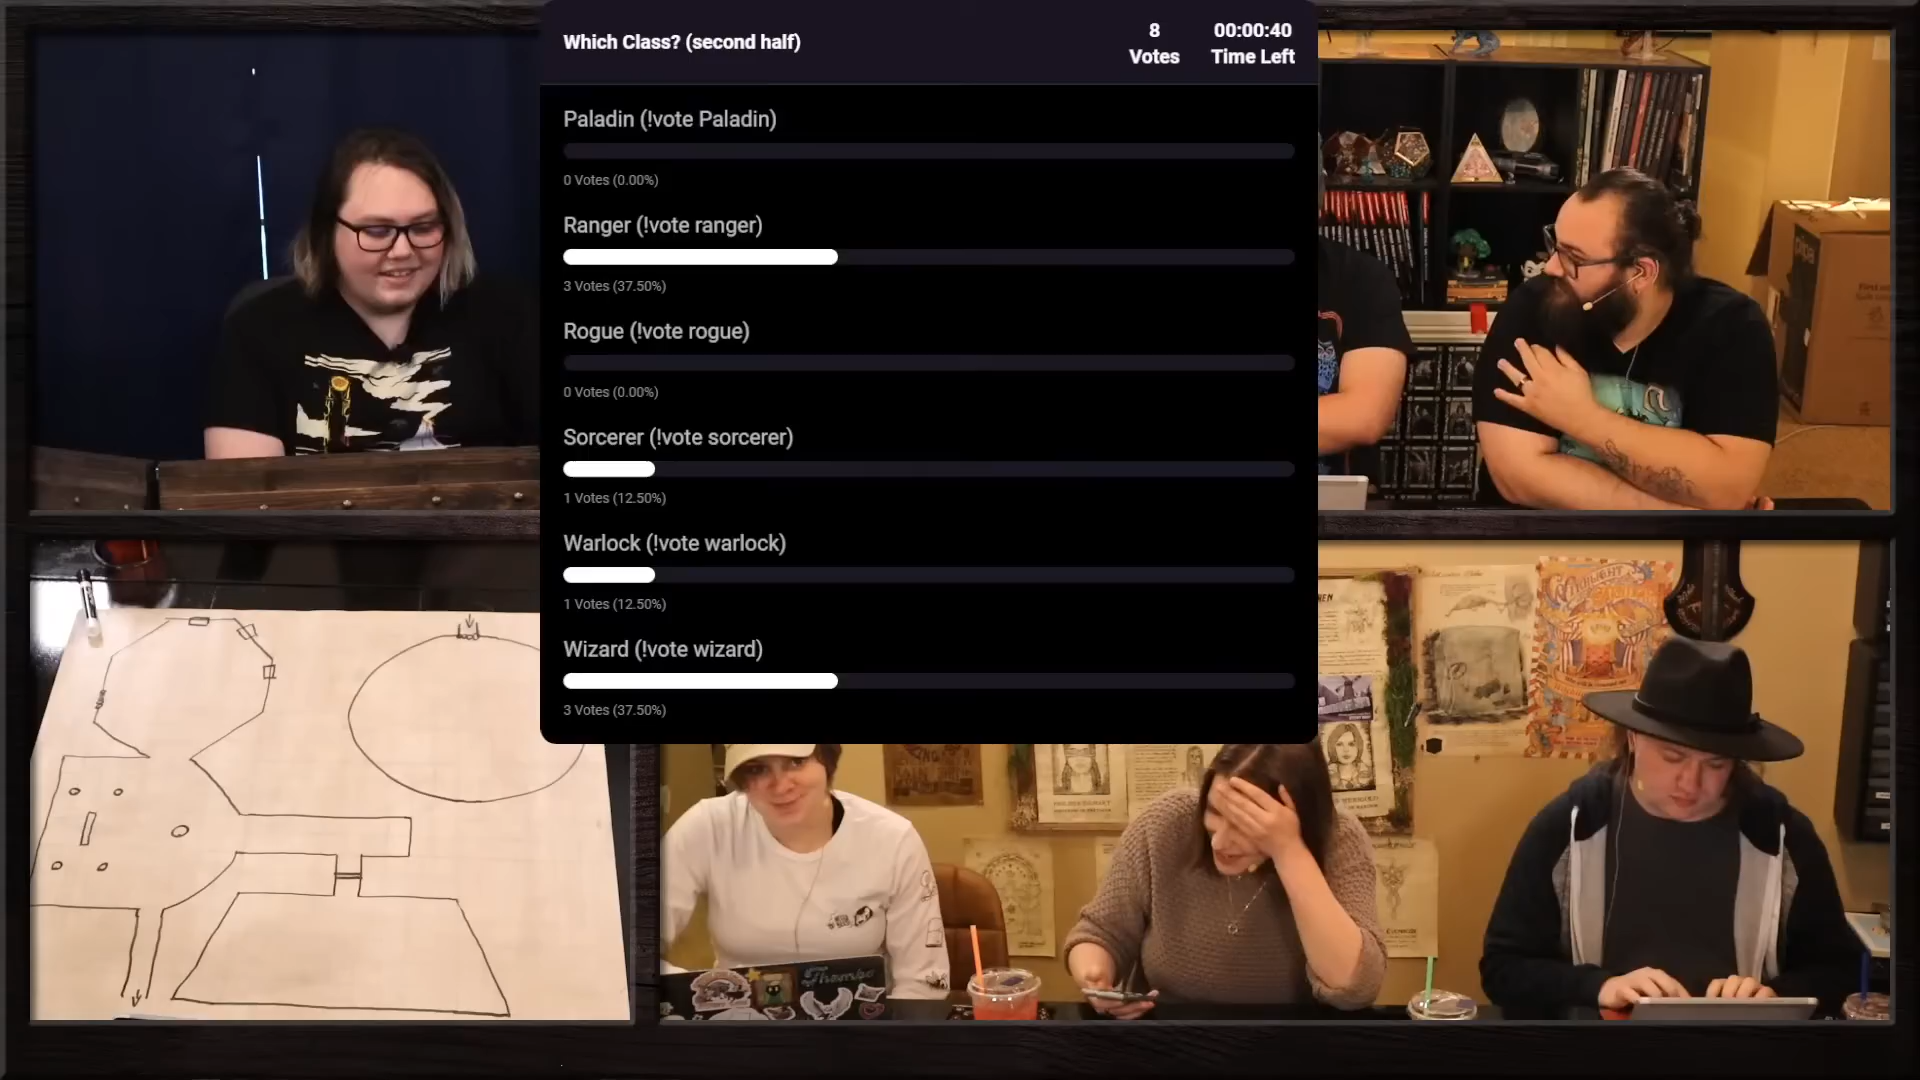 Which Class? (second half)
8
Votes
00:00:40
Time Left
Paladin (!vote Paladin)
0 Votes (0.00%)
Ranger (!vote ranger)
3 Votes (37.50%)
Rogue (!vote rogue)
0 Votes (0.00%)
Sorcerer (!vote sorcerer)
1 Votes (12.50%)
Warlock (!vote warlock)
1 Votes (12.50%)
Wizard (!vote wizard)
3 Votes (37.50%)